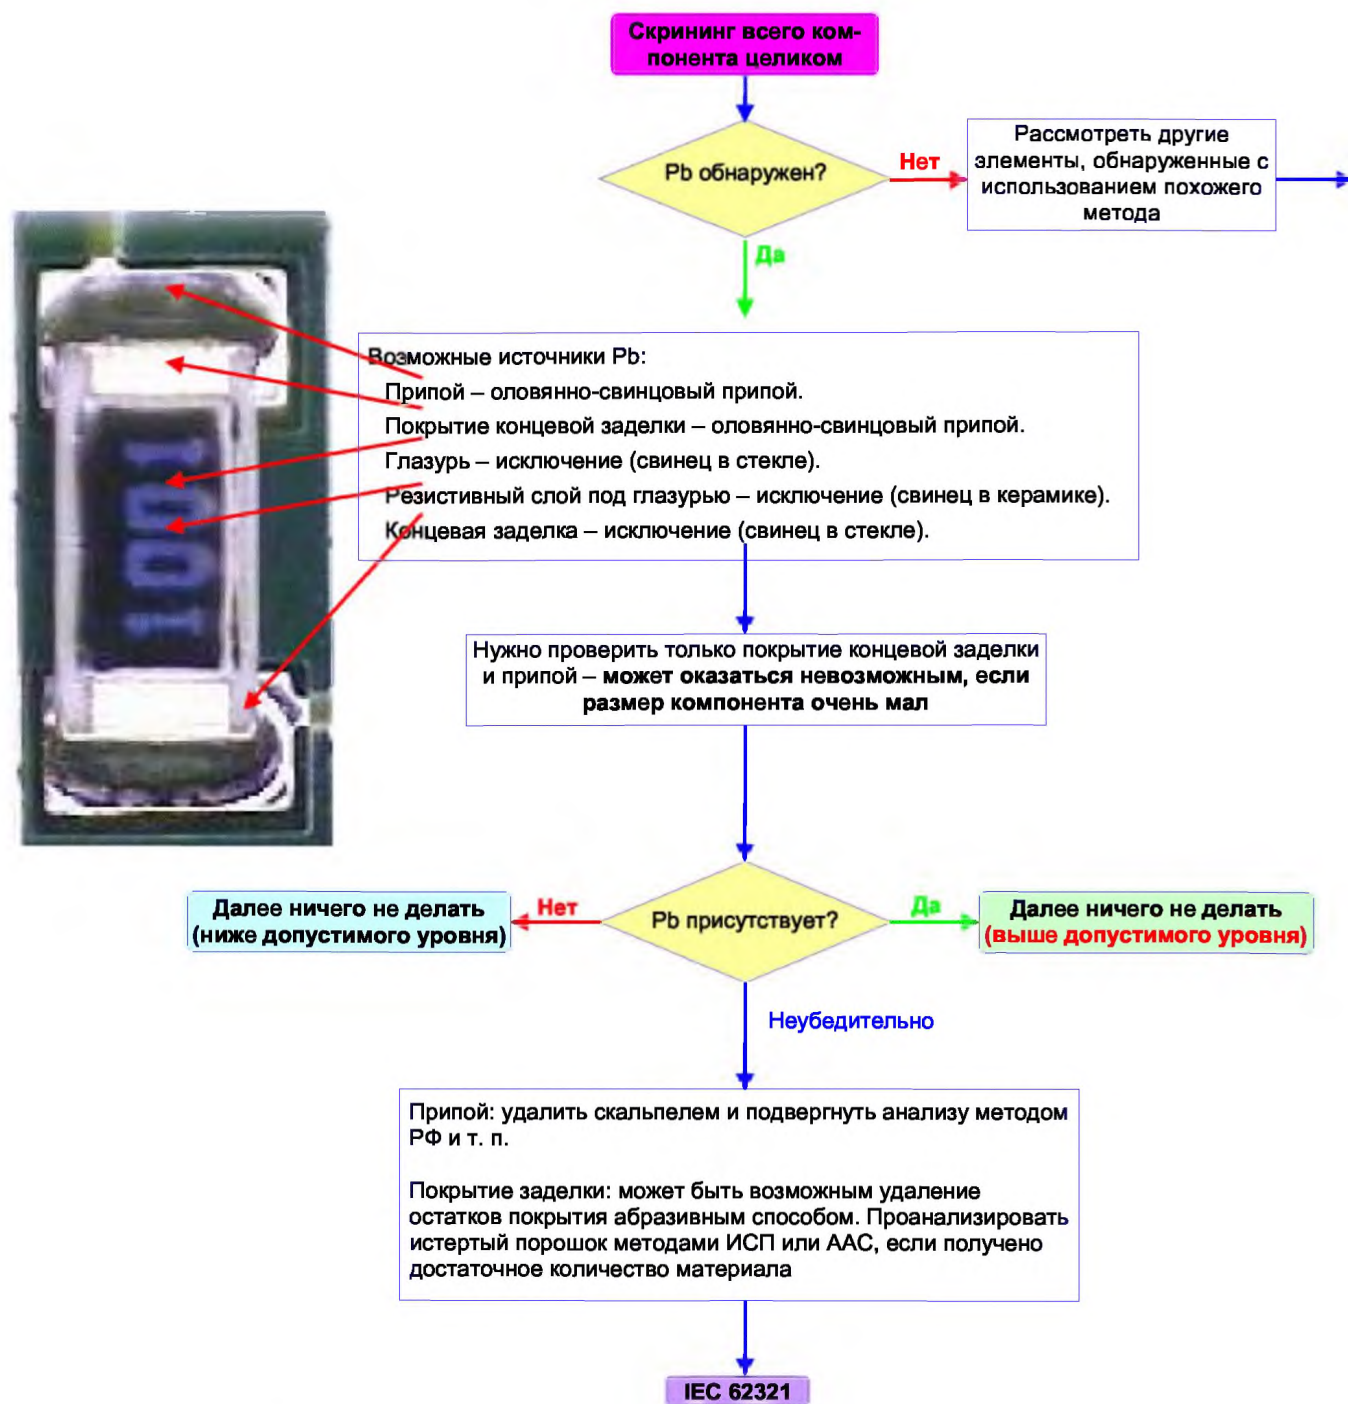 Скрининг всего ком-
понента целиком
Pb обнаружен?
Нет
Рассмотреть другие
элементы, обнаруженные с
использованием похожего
метода
Да
Возможные источники Pb:
Припой – оловянно-свинцовый припой.
Покрытие концевой заделки – оловянно-свинцовый припой.
Глазурь – исключение (свинец в стекле).
Резистивный слой под глазурью – исключение (свинец в керамике).
Концевая заделка – исключение (свинец в стекле).
1001
Нужно проверить только покрытие концевой заделки
и припой – может оказаться невозможным, если
размер компонента очень мал
Далее ничего не делать
(ниже допустимого уровня)
Нет
Pb присутствует?
Да
Далее ничего не делать
(выше допустимого уровня)
Неубедительно
Припой: удалить скальпелем и подвергнуть анализу методом
РФ и т. п.
Покрытие заделки: может быть возможным удаление
остатков покрытия абразивным способом. Проанализировать
истертый порошок методами ИСП или ААС, если получено
достаточное количество материала
IEC 62321